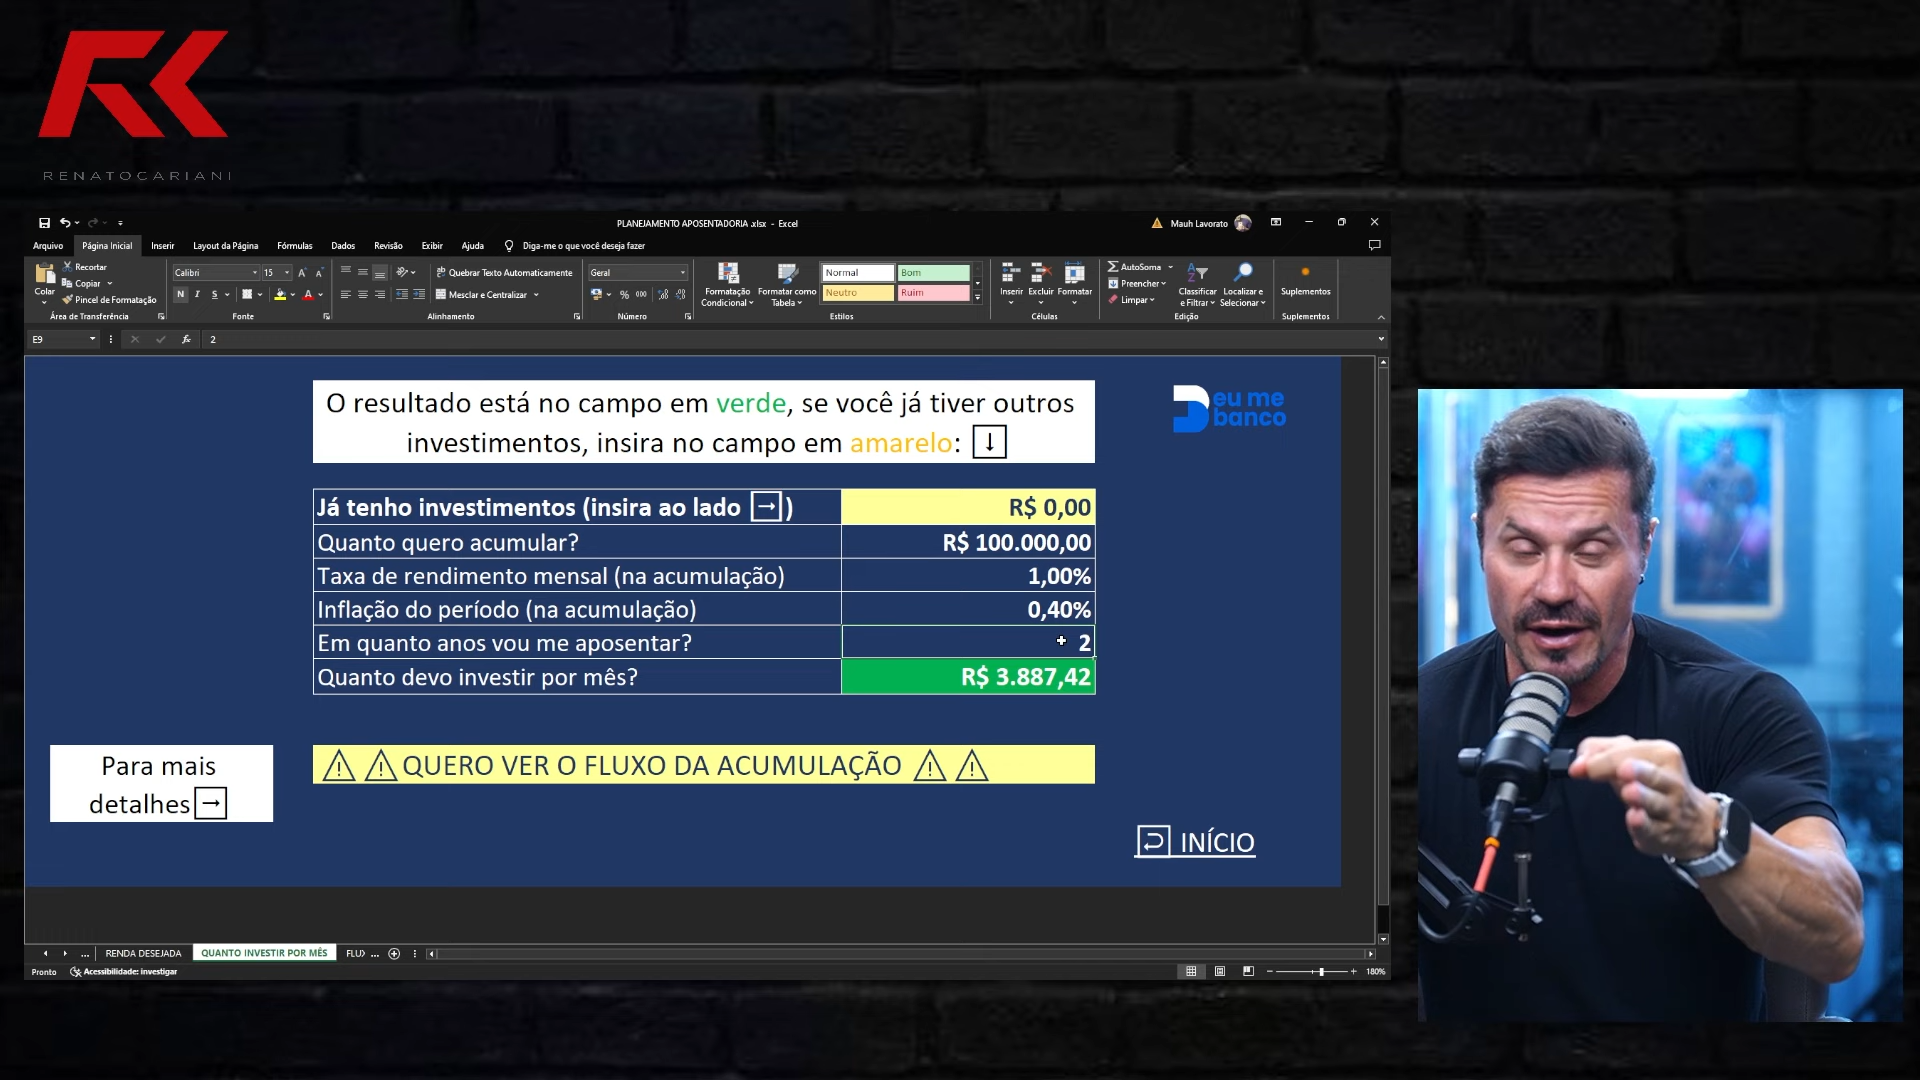 RENATOCARIANI
PLANEJAMENTO APOSENTADORIA .xlsx - Excel
Mauh Lavorato
Arquivo Página Inicial Inserir Layout da Página Fórmulas Dados Revisão Exibir Ajuda Diga-me o que você deseja fazer
Colar
Recortar
Copiar
Pincel de Formatação
Área de Transferência
Calibri 15
N I S
Fonte
Quebrar Texto Automaticamente
Mesclar e Centralizar
Alinhamento
Geral
% 000
Número
Formatação Condicional
Formatar como Tabela
Normal Bom
Neutro Ruim
Estilos
Inserir Excluir Formatar
Células
AutoSoma
Preencher
Limpar
Classificar e Filtrar
Localizar e Selecionar
Edição
Suplementos
Suplementos
E9 fx 2
O resultado está no campo em verde, se você já tiver outros
investimentos, insira no campo em amarelo: ↓
eu me
banco
Já tenho investimentos (insira ao lado →) R$ 0,00
Quanto quero acumular? R$ 100.000,00
Taxa de rendimento mensal (na acumulação) 1,00%
Inflação do período (na acumulação) 0,40%
Em quanto anos vou me aposentar? 2
Quanto devo investir por mês? R$ 3.887,42
Para mais
detalhes →
⚠ ⚠ QUERO VER O FLUXO DA ACUMULAÇÃO ⚠ ⚠
INÍCIO
... RENDA DESEJADA QUANTO INVESTIR POR MÊS FLUX ...
Pronto Acessibilidade: investigar 180%